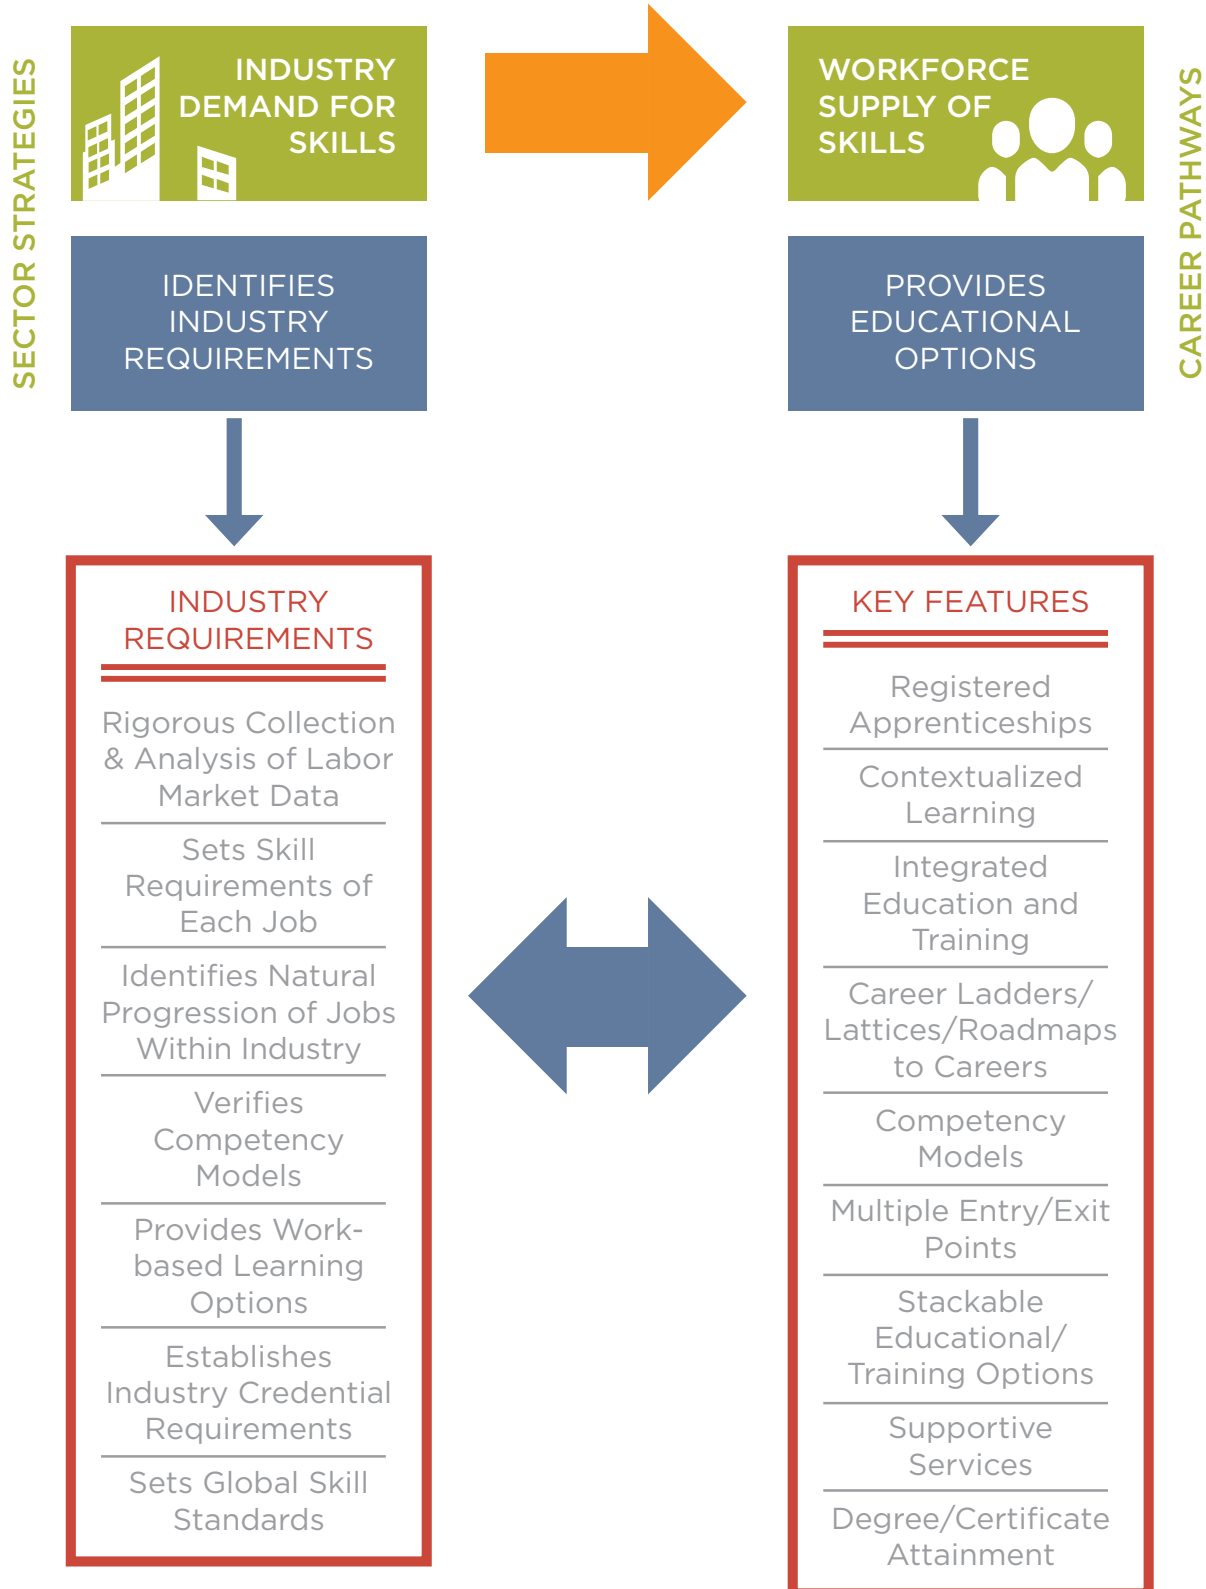 SECTOR STRATEGIES
INDUSTRY
DEMAND FOR
SKILLS
IDENTIFIES
INDUSTRY
REQUIREMENTS
INDUSTRY
REQUIREMENTS
Rigorous Collection
& Analysis of Labor
Market Data
Sets Skill
Requirements of
Each Job
Identifies Natural
Progression of Jobs
Within Industry
Verifies
Competency
Models
Provides Work-
based Learning
Options
Establishes
Industry Credential
Requirements
Sets Global Skill
Standards
WORKFORCE
SUPPLY OF
SKILLS
PROVIDES
EDUCATIONAL
OPTIONS
KEY FEATURES
Registered
Apprenticeships
Contextualized
Learning
Integrated
Education and
Training
Career Ladders/
Lattices/Roadmaps
to Careers
Competency
Models
Multiple Entry/Exit
Points
Stackable
Educational/
Training Options
Supportive
Services
Degree/Certificate
Attainment
CAREER PATHWAYS